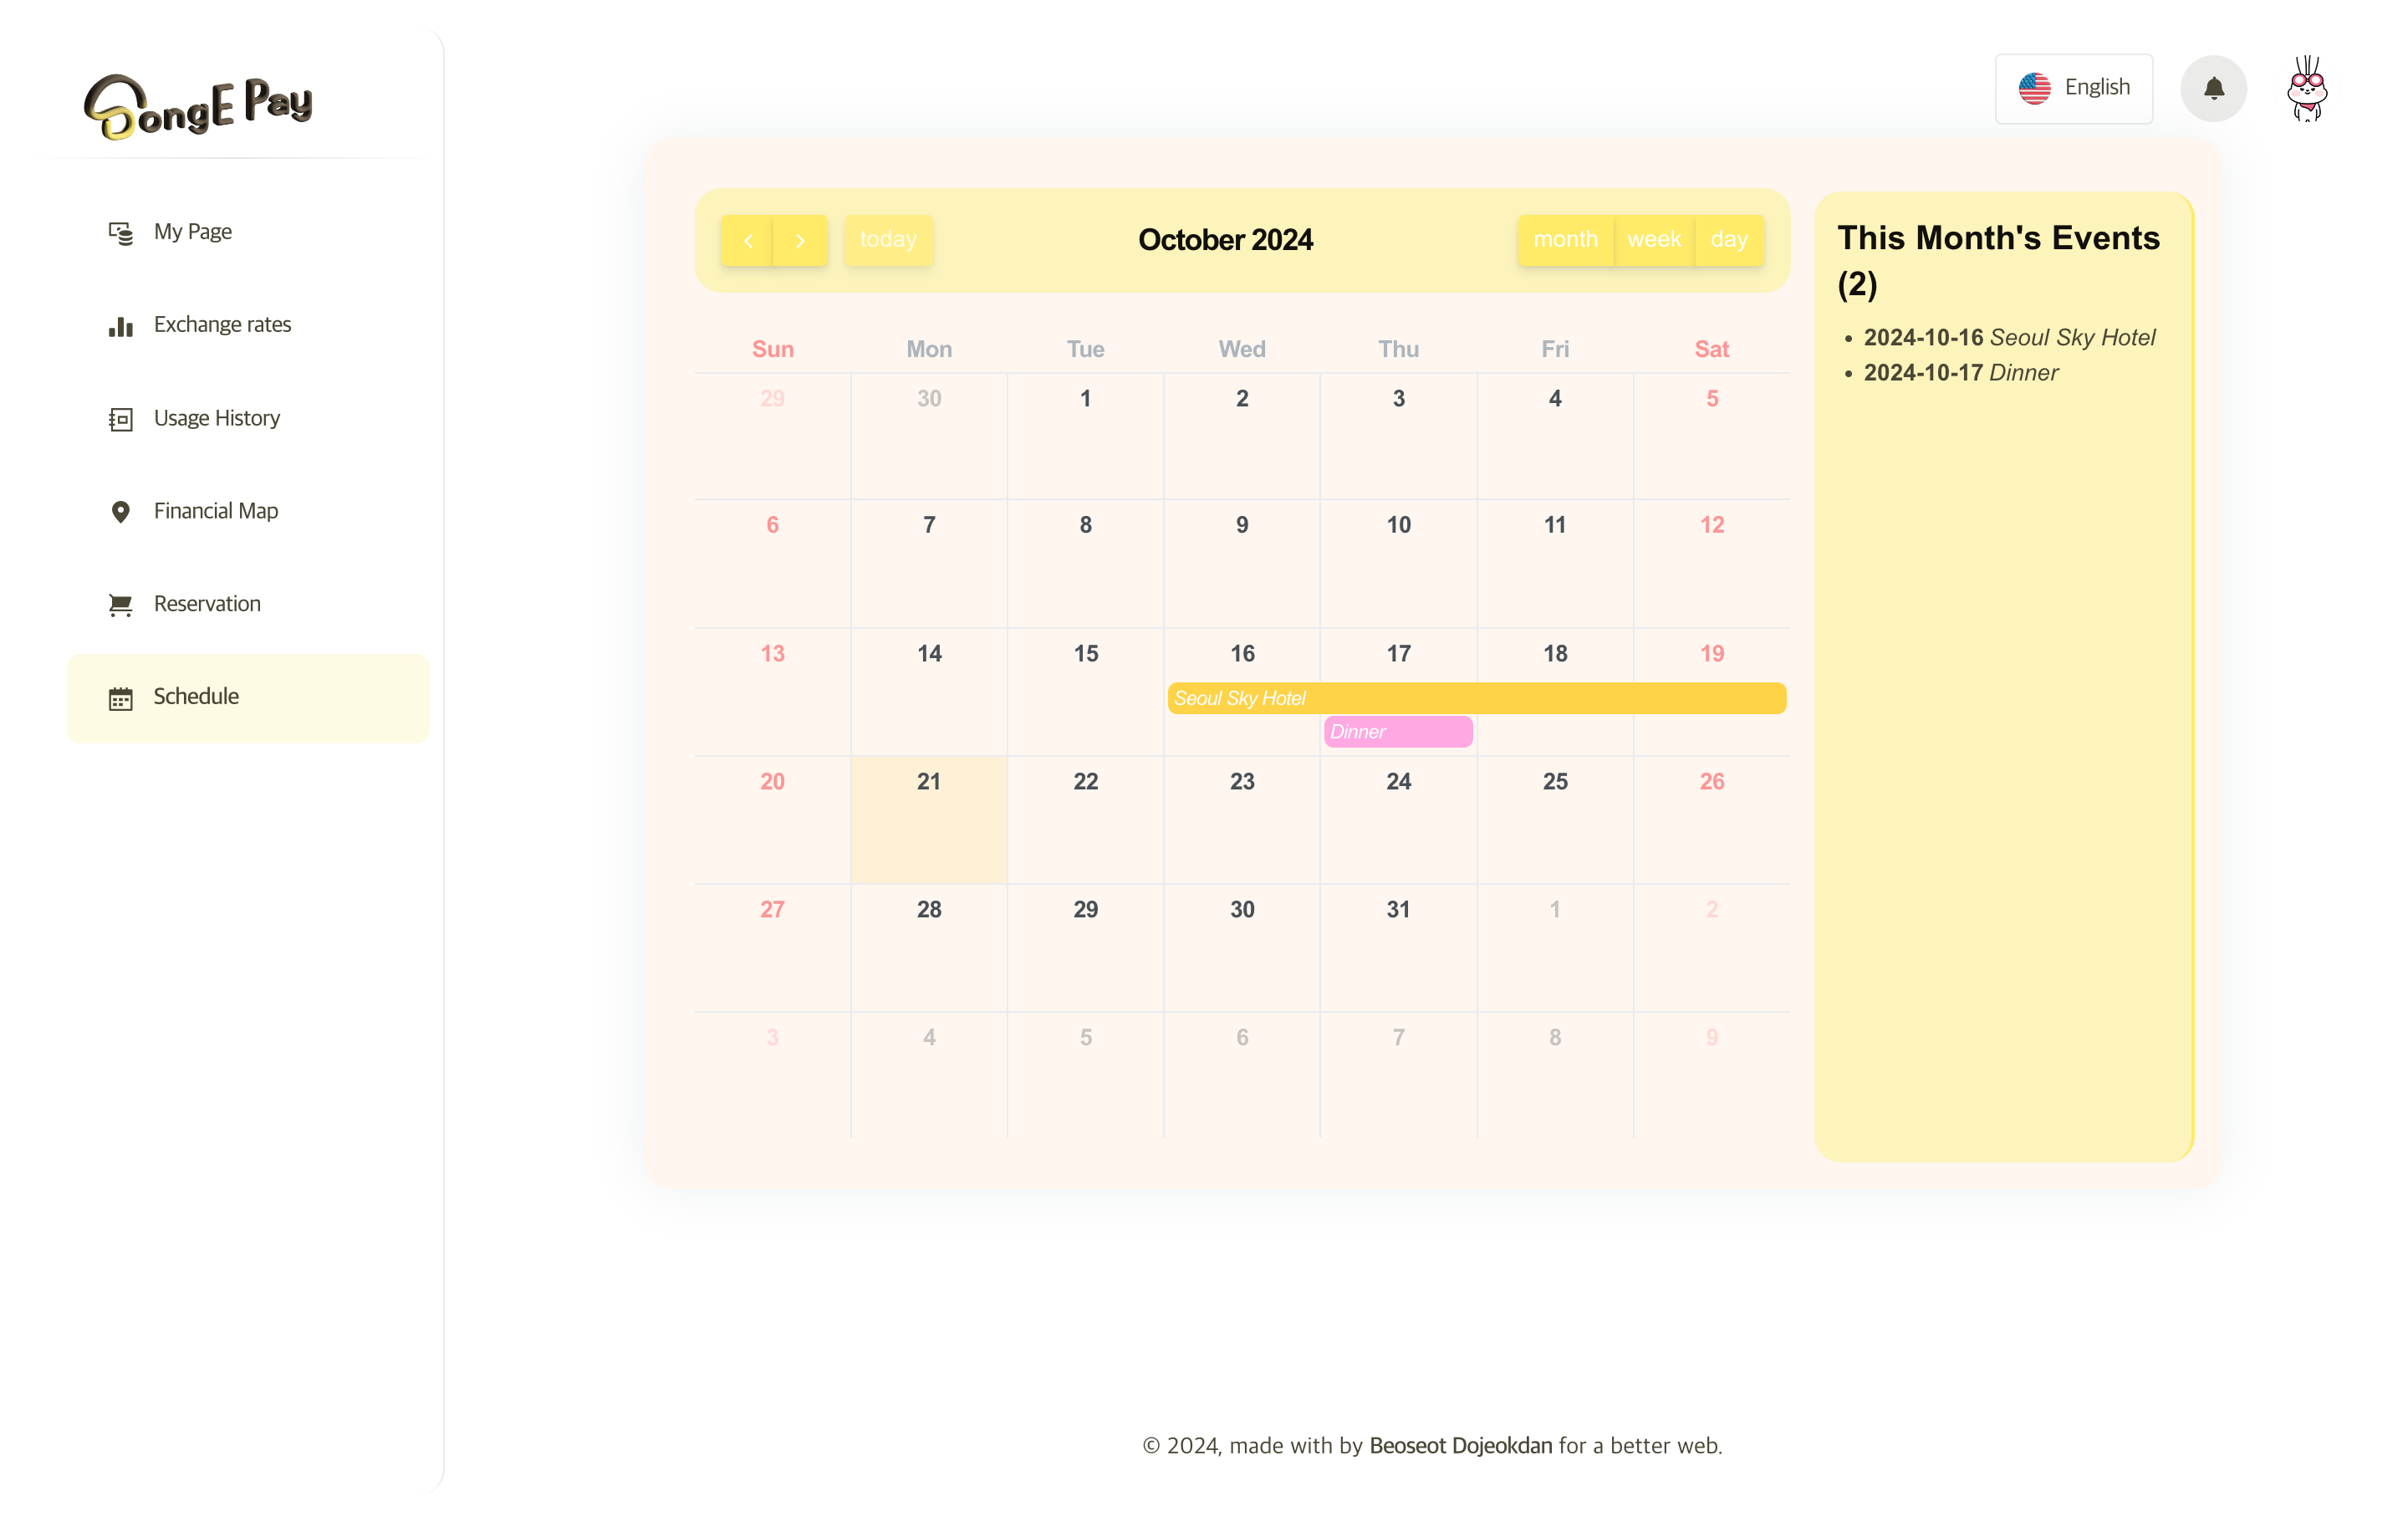 SongE Pay
English
My Page
Exchange rates
Usage History
Financial Map
Reservation
Schedule
today
October 2024
month week day
Sun Mon Tue Wed Thu Fri Sat
29 30 1 2 3 4 5
6 7 8 9 10 11 12
13 14 15 16 17 18 19
Seoul Sky Hotel
Dinner
20 21 22 23 24 25 26
27 28 29 30 31 1 2
3 4 5 6 7 8 9
This Month's Events
(2)
2024-10-16 Seoul Sky Hotel
2024-10-17 Dinner
© 2024, made with by Beoseot Dojeokdan for a better web.